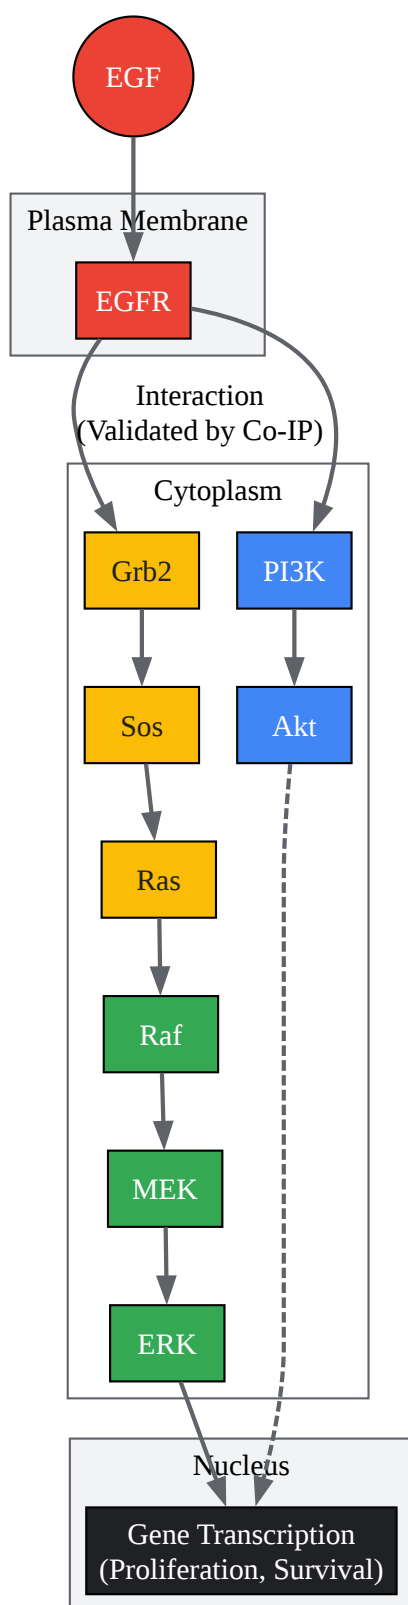 EGF
Plasma Membrane
EGFR
Interaction
(Validated by Co-IP)
Cytoplasm
Grb2
PI3K
Sos
Akt
Ras
Raf
MEK
ERK
Nucleus
Gene Transcription
(Proliferation, Survival)